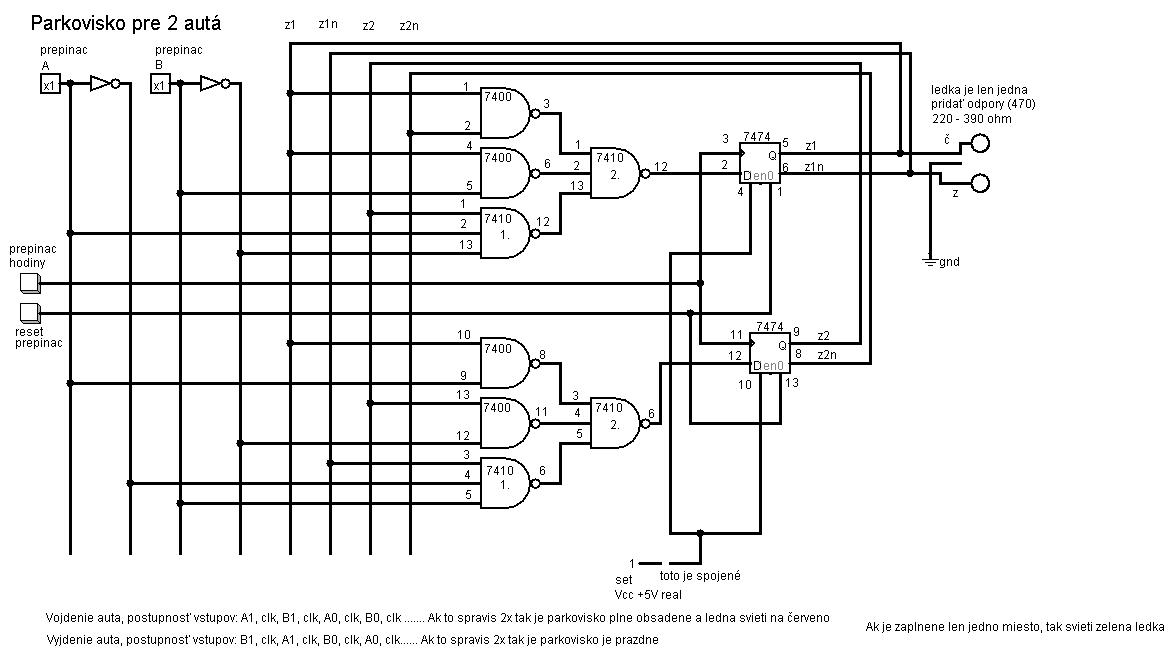 Parkovisko pre 2 autá
z1 z1n z2 z2n
prepinac
A
x1
prepinac
B
x1
ledka je len jedna
pridať odpory (470)
220 - 390 ohm
č
z
gnd
1
2
7400
3
4
5
7400
6
1
2
13
7410
1.
12
1
2
13
7410
2.
12
3
2
7474
Q
Den0
5 z1
6 z1n
4
1
prepinac
hodiny
reset
prepinac
10
9
7400
8
13
12
7400
11
3
4
5
7410
1.
6
3
4
5
7410
2.
6
11
12
7474
Q
Den0
9 z2
8 z2n
10
13
1
set
Vcc +5V real
toto je spojené
Vojdenie auta, postupnosť vstupov: A1, clk, B1, clk, A0, clk, B0, clk ....... Ak to spravis 2x tak je parkovisko plne obsadene a ledna svieti na červeno
Vyjdenie auta, postupnosť vstupov: B1, clk, A1, clk, B0, clk, A0, clk...... Ak to spravis 2x tak parkovisko je prazdne
Ak je zaplnene len jedno miesto, tak svieti zelena ledka